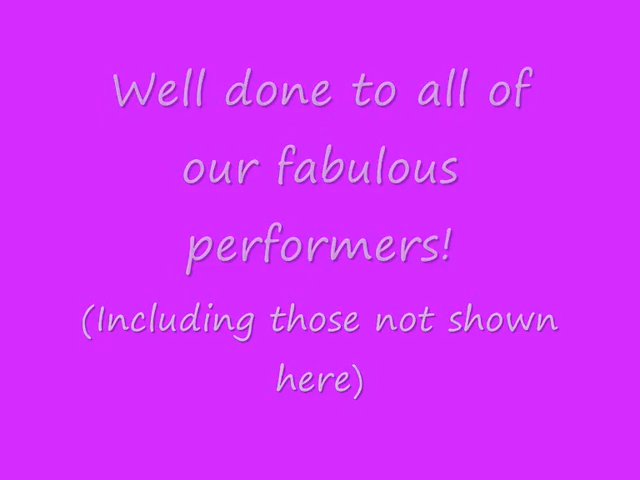 Well done to all of
our fabulous
performers!
(Including those not shown
here)